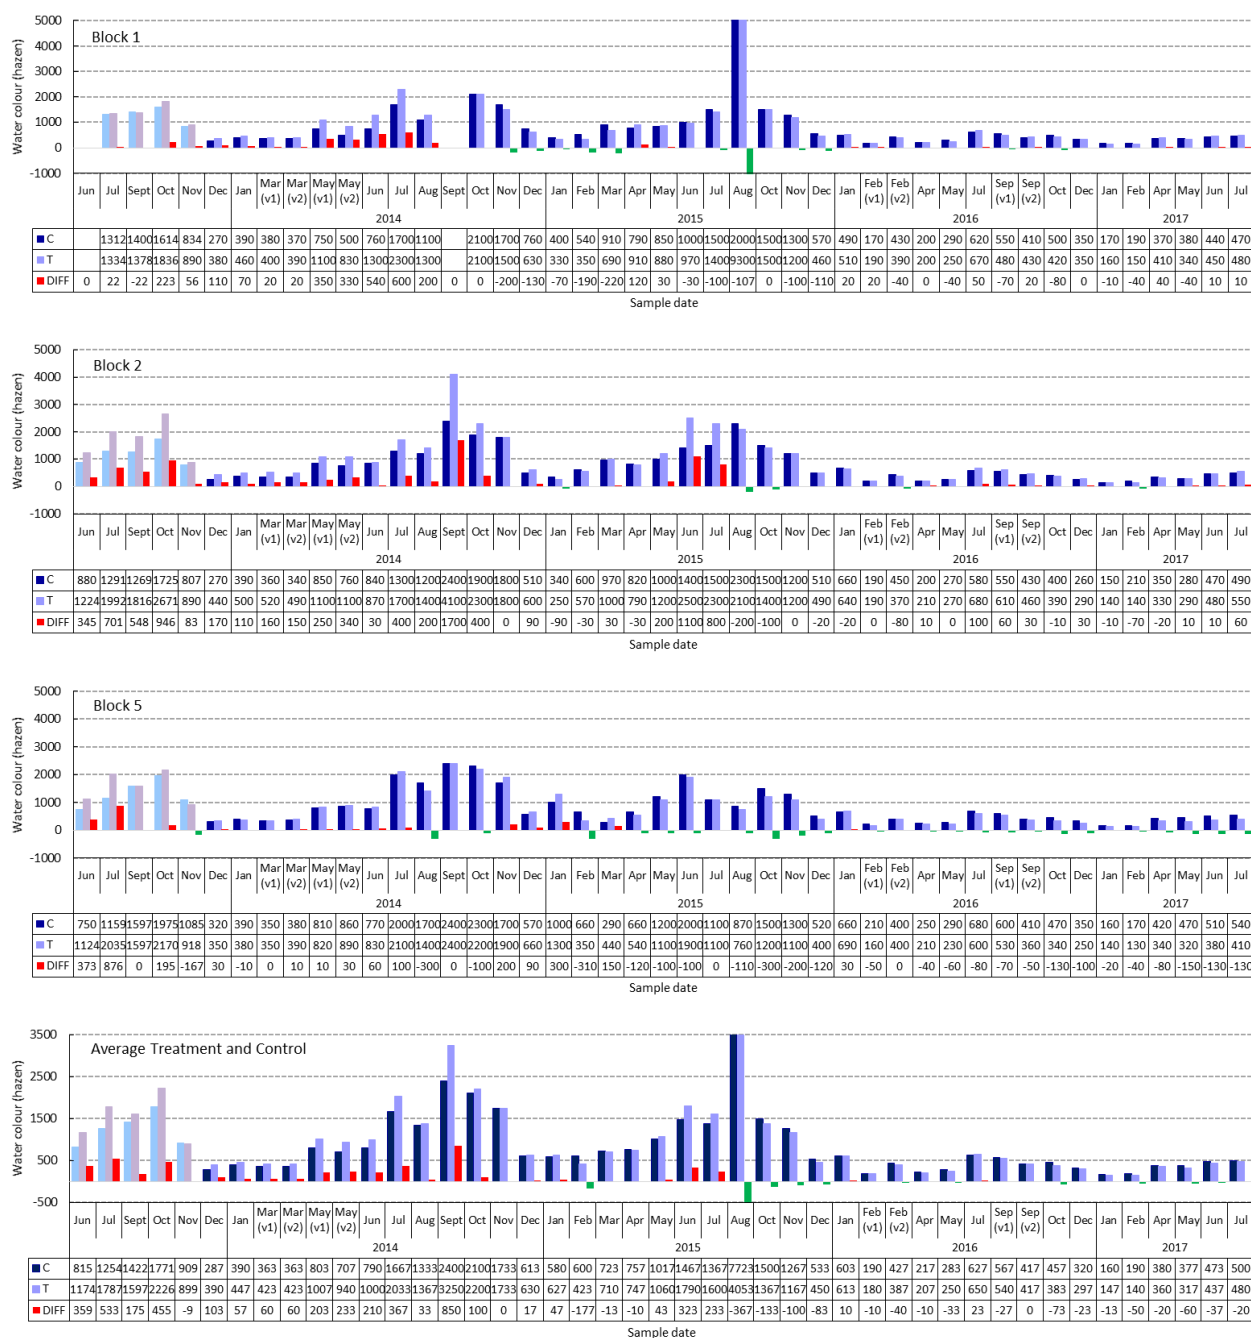 Water colour (hazen)
Block 1
5000
4000
3000
2000
1000
0
-1000
Jun Jul Sept Oct Nov Dec Jan Mar (v1) Mar (v2) May (v1) May (v2) Jun Jul Aug Sept Oct Nov Dec Jan Feb Mar Apr May Jun Jul Aug Oct Nov Dec Jan Feb (v1) Feb (v2) Apr May Jul Sep (v1) Sep (v2) Oct Dec Jan Feb Apr May Jun Jul
2014 2015 2016 2017
C 1312 1400 1614 834 270 390 380 370 750 500 760 1700 1100 2100 1700 760 400 540 910 790 850 1000 1500 2000 1500 1300 570 490 170 430 200 290 620 550 410 500 350 170 190 370 380 440 470
T 1334 1378 1836 890 380 460 400 390 1100 830 1300 2300 1300 2100 1500 630 330 350 690 910 880 970 1400 9300 1500 1200 460 510 190 390 200 250 670 480 430 420 350 160 150 410 340 450 480
DIFF 0 22 -22 223 56 110 70 20 20 350 330 540 600 200 0 0 -200 -130 -70 -190 -220 120 30 -30 -100 -107 0 -100 -110 20 20 -40 0 -40 50 -70 20 -80 0 -10 -40 40 -40 10 10
Sample date
Water colour (hazen)
Block 2
5000
4000
3000
2000
1000
0
-1000
Jun Jul Sept Oct Nov Dec Jan Mar (v1) Mar (v2) May (v1) May (v2) Jun Jul Aug Sept Oct Nov Dec Jan Feb Mar Apr May Jun Jul Aug Oct Nov Dec Jan Feb (v1) Feb (v2) Apr May Jul Sep (v1) Sep (v2) Oct Dec Jan Feb Apr May Jun Jul
2014 2015 2016 2017
C 880 1291 1269 1725 807 270 390 360 340 850 760 840 1300 1200 2400 1900 1800 510 340 600 970 820 1000 1400 1500 2300 1500 1200 510 660 190 450 200 270 580 550 430 400 260 150 210 350 280 470 490
T 1224 1992 1816 2671 890 440 500 520 490 1100 1100 870 1700 1400 4100 2300 1800 600 250 570 1000 790 1200 2500 2300 2100 1400 1200 490 640 190 370 210 270 680 610 460 390 290 140 140 330 290 480 550
DIFF 345 701 548 946 83 170 110 160 150 250 340 30 400 200 1700 400 0 90 -90 -30 30 -30 200 1100 800 -200 -100 0 -20 -20 0 -80 10 0 100 60 30 -10 30 -10 -70 -20 10 10 60
Sample date
Water colour (hazen)
Block 5
5000
4000
3000
2000
1000
0
-1000
Jun Jul Sept Oct Nov Dec Jan Mar (v1) Mar (v2) May (v1) May (v2) Jun Jul Aug Sept Oct Nov Dec Jan Feb Mar Apr May Jun Jul Aug Oct Nov Dec Jan Feb (v1) Feb (v2) Apr May Jul Sep (v1) Sep (v2) Oct Dec Jan Feb Apr May Jun Jul
2014 2015 2016 2017
C 750 1159 1597 1975 1085 320 390 350 380 810 860 770 2000 1700 2400 2300 1700 570 1000 660 290 660 1200 2000 1100 870 1500 1300 520 660 210 400 250 290 680 600 410 470 350 160 170 420 470 510 540
T 1124 2035 1597 2170 918 350 380 350 390 820 890 830 2100 1400 2400 2200 1900 660 1300 350 440 540 1100 1900 1100 760 1200 1100 400 690 160 400 210 230 600 530 360 340 250 140 130 340 320 380 410
DIFF 373 876 0 195 -167 30 -10 0 10 10 30 60 100 -300 0 -100 200 90 300 -310 150 -120 -100 -100 0 -110 -300 -200 -120 30 -50 0 -40 -60 -80 -70 -50 -130 -100 -20 -40 -80 -150 -130 -130
Sample date
Water colour (hazen)
Average Treatment and Control
3500
2500
1500
500
-500
Jun Jul Sept Oct Nov Dec Jan Mar (v1) Mar (v2) May (v1) May (v2) Jun Jul Aug Sept Oct Nov Dec Jan Feb Mar Apr May Jun Jul Aug Oct Nov Dec Jan Feb (v1) Feb (v2) Apr May Jul Sep (v1) Sep (v2) Oct Dec Jan Feb Apr May Jun Jul
2014 2015 2016 2017
C 815 1254 1422 1771 909 287 390 363 363 803 707 790 1667 1333 2400 2100 1733 613 580 600 723 757 1017 1467 1367 7723 1500 1267 533 603 190 427 217 283 627 567 417 457 320 160 190 380 377 473 500
T 1174 1787 1597 2226 899 390 447 423 423 1007 940 1000 2033 1367 3250 2200 1733 630 627 423 710 747 1060 1790 1600 4053 1367 1167 450 613 180 387 207 250 650 540 417 383 297 147 140 360 317 437 480
DIFF 359 533 175 455 -9 103 57 60 60 203 233 210 367 33 850 100 0 17 47 -177 -13 -10 43 323 233 -367 -133 -100 -83 10 -10 -40 -10 -33 23 -27 0 -73 -23 -13 -50 -20 -60 -37 -20
Sample date